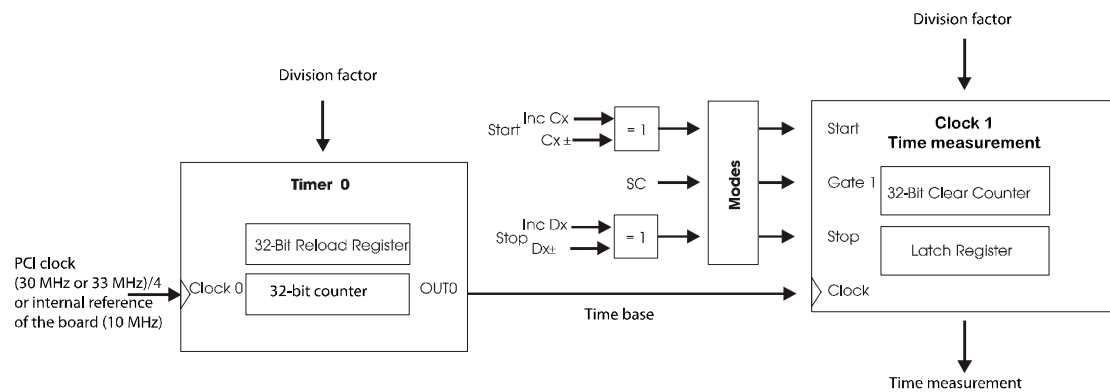 Division factor
Timer 0
32-Bit Reload Register
32-bit counter
Clock 0
OUT0
PCI clock
(30 MHz or 33 MHz)/4
or internal reference
of the board (10 MHz)
Time base
Start
Inc Cx
Cx ±
= 1
SC
Stop
Inc Dx
Dx±
= 1
Modes
Division factor
Clock 1
Time measurement
Start
Gate 1
32-Bit Clear Counter
Stop
Latch Register
Clock
Time measurement